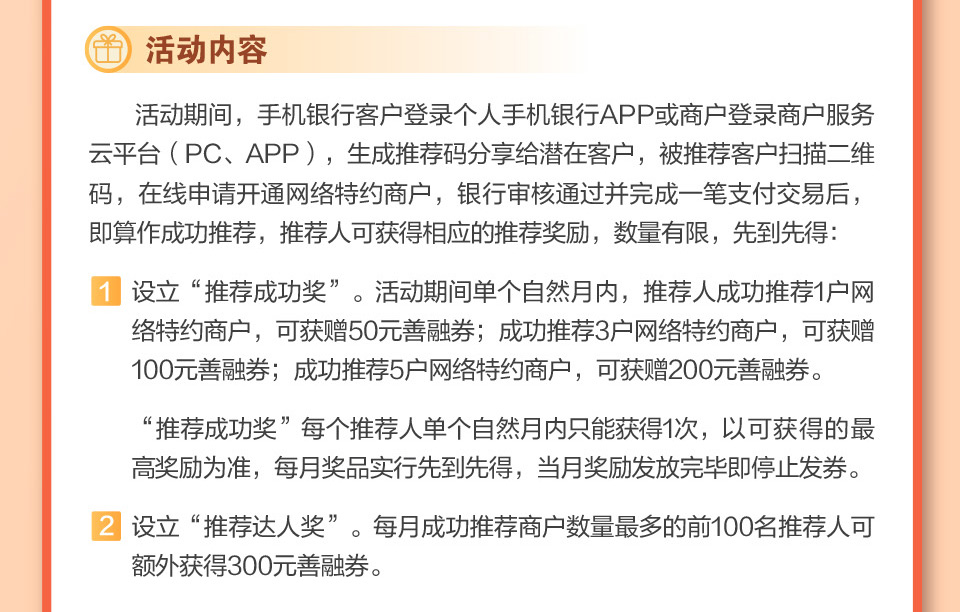 活动内容
活动期间，手机银行客户登录个人手机银行APP或商户登录商户服务
云平台（PC、APP），生成推荐码分享给潜在客户，被推荐客户扫描二维
码，在线申请开通网络特约商户，银行审核通过并完成一笔支付交易后，
即算作成功推荐，推荐人可获得相应的推荐奖励，数量有限，先到先得：
1 设立“推荐成功奖”。活动期间单个自然月内，推荐人成功推荐1户网
络特约商户，可获赠50元善融券；成功推荐3户网络特约商户，可获赠
100元善融券；成功推荐5户网络特约商户，可获赠200元善融券。
“推荐成功奖”每个推荐人单个自然月内只能获得1次，以可获得的最
高奖励为准，每月奖品实行先到先得，当月奖励发放完毕即停止发券。
2 设立“推荐达人奖”。每月成功推荐商户数量最多的前100名推荐人可
额外获得300元善融券。